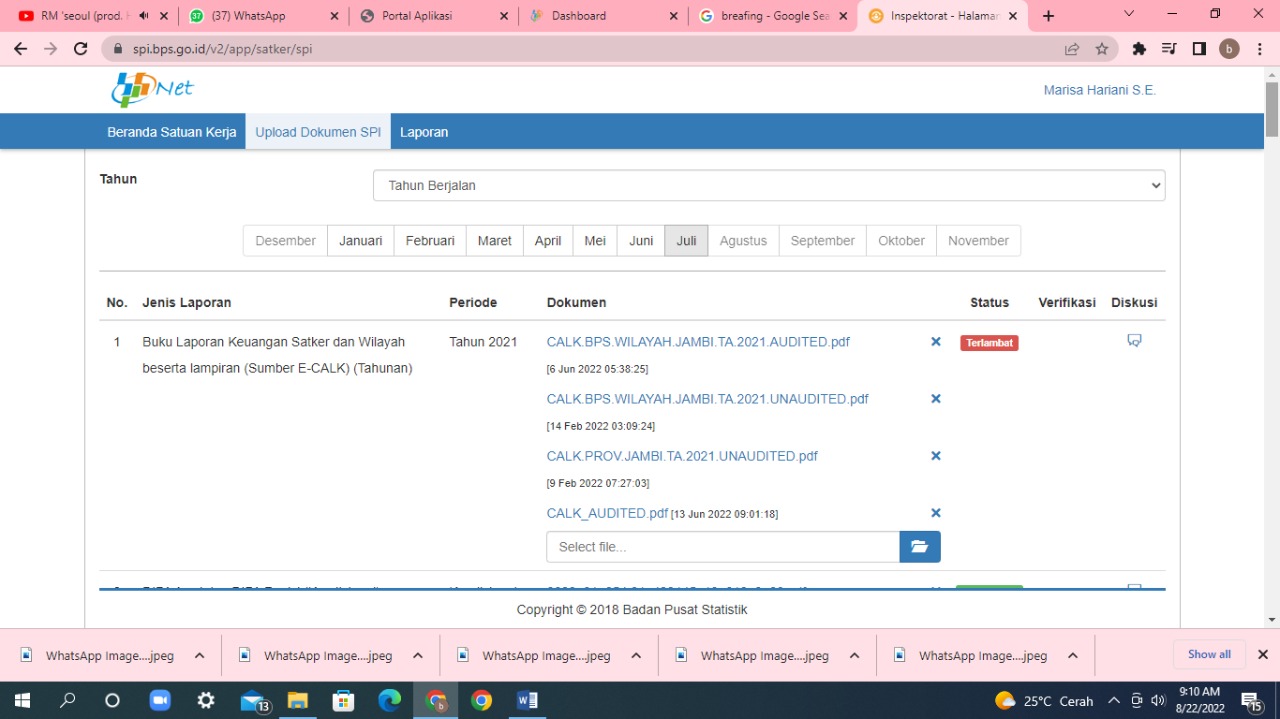 RM 'seoul (prod. H
(37) WhatsApp
Portal Aplikasi
Dashboard
breafing - Google Sea
Inspektorat - Halaman
spi.bps.go.id/v2/app/satker/spi
b
Net
Marisa Hariani S.E.
Beranda Satuan Kerja Upload Dokumen SPI Laporan
Tahun Tahun Berjalan
Desember Januari Februari Maret April Mei Juni Juli Agustus September Oktober November
No. Jenis Laporan Periode Dokumen Status Verifikasi Diskusi
1 Buku Laporan Keuangan Satker dan Wilayah Tahun 2021 CALK.BPS.WILAYAH.JAMBI.TA.2021.AUDITED.pdf Terlambat
beserta lampiran (Sumber E-CALK) (Tahunan) [6 Jun 2022 05:38:25]
CALK.BPS.WILAYAH.JAMBI.TA.2021.UNAUDITED.pdf
[14 Feb 2022 03:09:24]
CALK.PROV.JAMBI.TA.2021.UNAUDITED.pdf
[9 Feb 2022 07:27:03]
CALK_AUDITED.pdf [13 Jun 2022 09:01:18]
Select file...
Copyright © 2018 Badan Pusat Statistik
WhatsApp Image....jpeg WhatsApp Image....jpeg WhatsApp Image....jpeg WhatsApp Image....jpeg WhatsApp Image....jpeg Show all
13
25°C Cerah
9:10 AM
8/22/2022
15